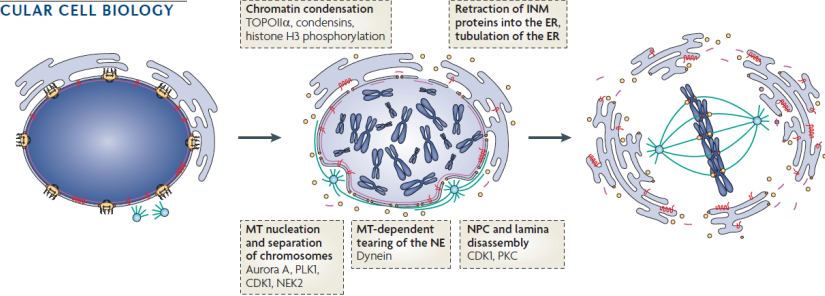 CULAR CELL BIOLOGY
Chromatin condensation
TOPOIIα, condensins,
histone H3 phosphorylation
Retraction of INM
proteins into the ER,
tubulation of the ER
MT nucleation
and separation
of chromosomes
Aurora A, PLK1,
CDK1, NEK2
MT-dependent
tearing of the NE
Dynein
NPC and lamina
disassembly
CDK1, PKC